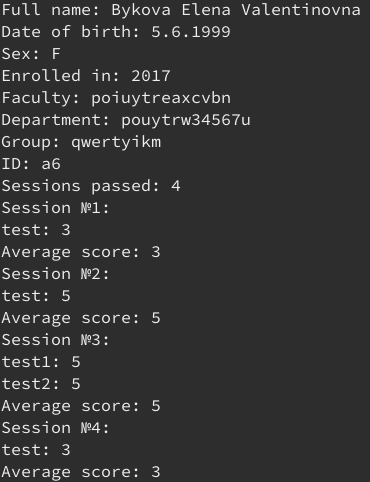 Full name: Bykova Elena Valentinovna
Date of birth: 5.6.1999
Sex: F
Enrolled in: 2017
Faculty: poiuytreaxcvbn
Department: pouytrw34567u
Group: qwertyikm
ID: a6
Sessions passed: 4
Session №1:
test: 3
Average score: 3
Session №2:
test: 5
Average score: 5
Session №3:
test1: 5
test2: 5
Average score: 5
Session №4:
test: 3
Average score: 3